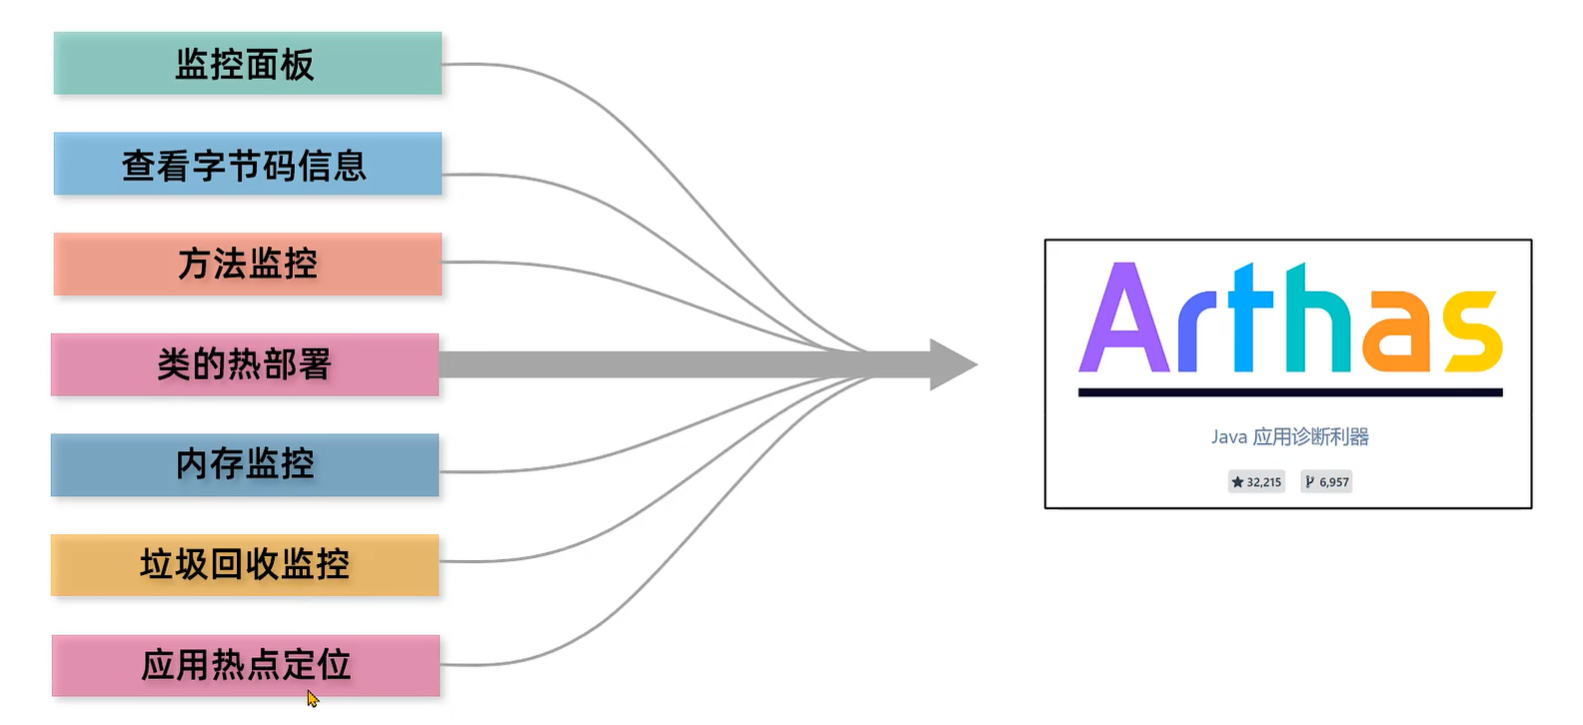 监控面板
查看字节码信息
方法监控
类的热部署
内存监控
垃圾回收监控
应用热点定位
Arthas
Java 应用诊断利器
32,215
6,957